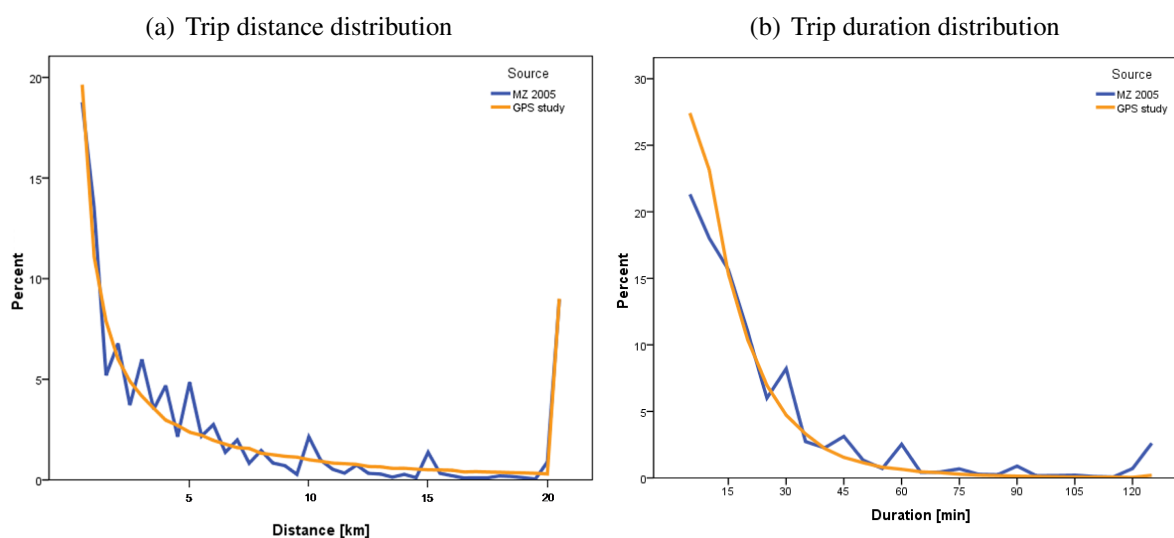 (a) Trip distance distribution
Source
MZ 2005
GPS study
20
15
10
5
0
Percent
5
10
15
20
Distance [km]
(b) Trip duration distribution
Source
MZ 2005
GPS study
30
25
20
15
10
5
0
Percent
15
30
45
60
75
90
105
120
Duration [min]